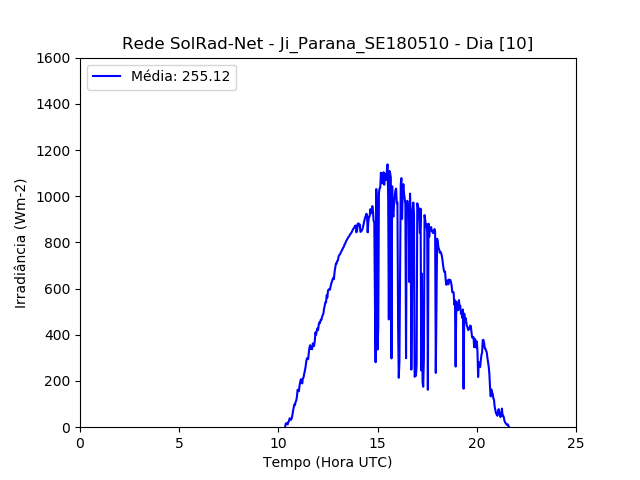 Rede SolRad-Net - Ji_Parana_SE180510 - Dia [10]
Média: 255.12
Irradiância (Wm-2)
1600
1400
1200
1000
800
600
400
200
0
0 5 10 15 20 25
Tempo (Hora UTC)